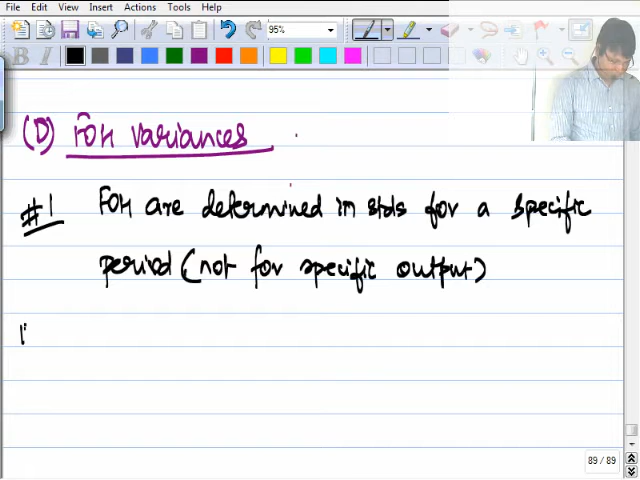 File Edit View Insert Actions Tools Help
95%
B I
(D) FOH variances
#1 FOH are determined in stds for a specific
period (not for specific output)
89 / 89